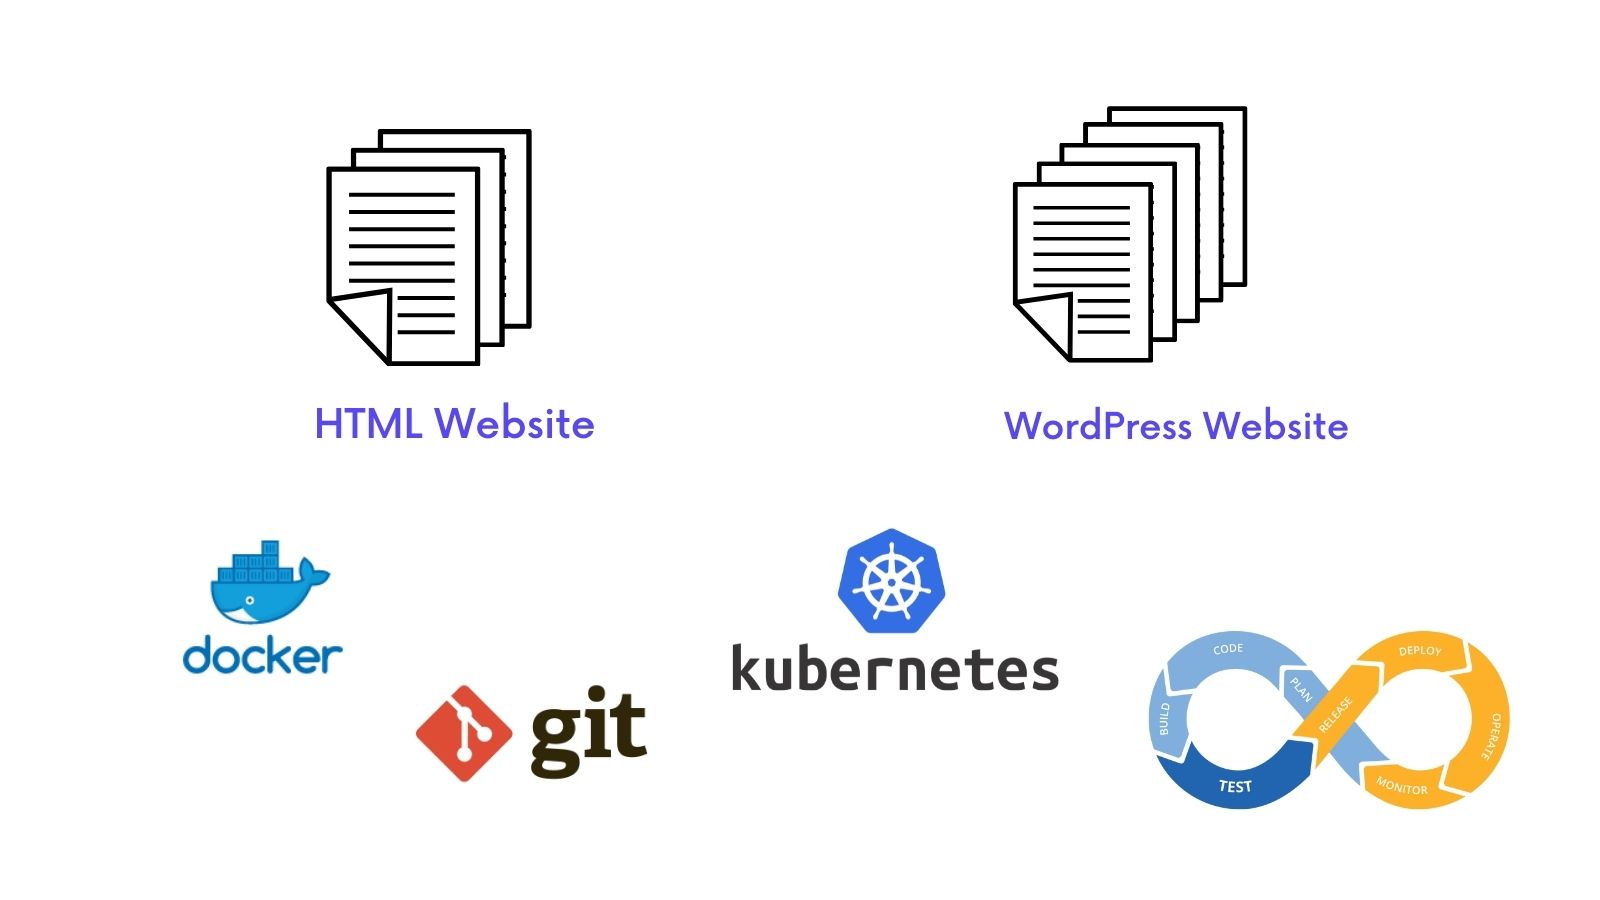 HTML Website
WordPress Website
docker
git
kubernetes
CODE
PLAN
BUILD
TEST
RELEASE
DEPLOY
OPERATE
MONITOR